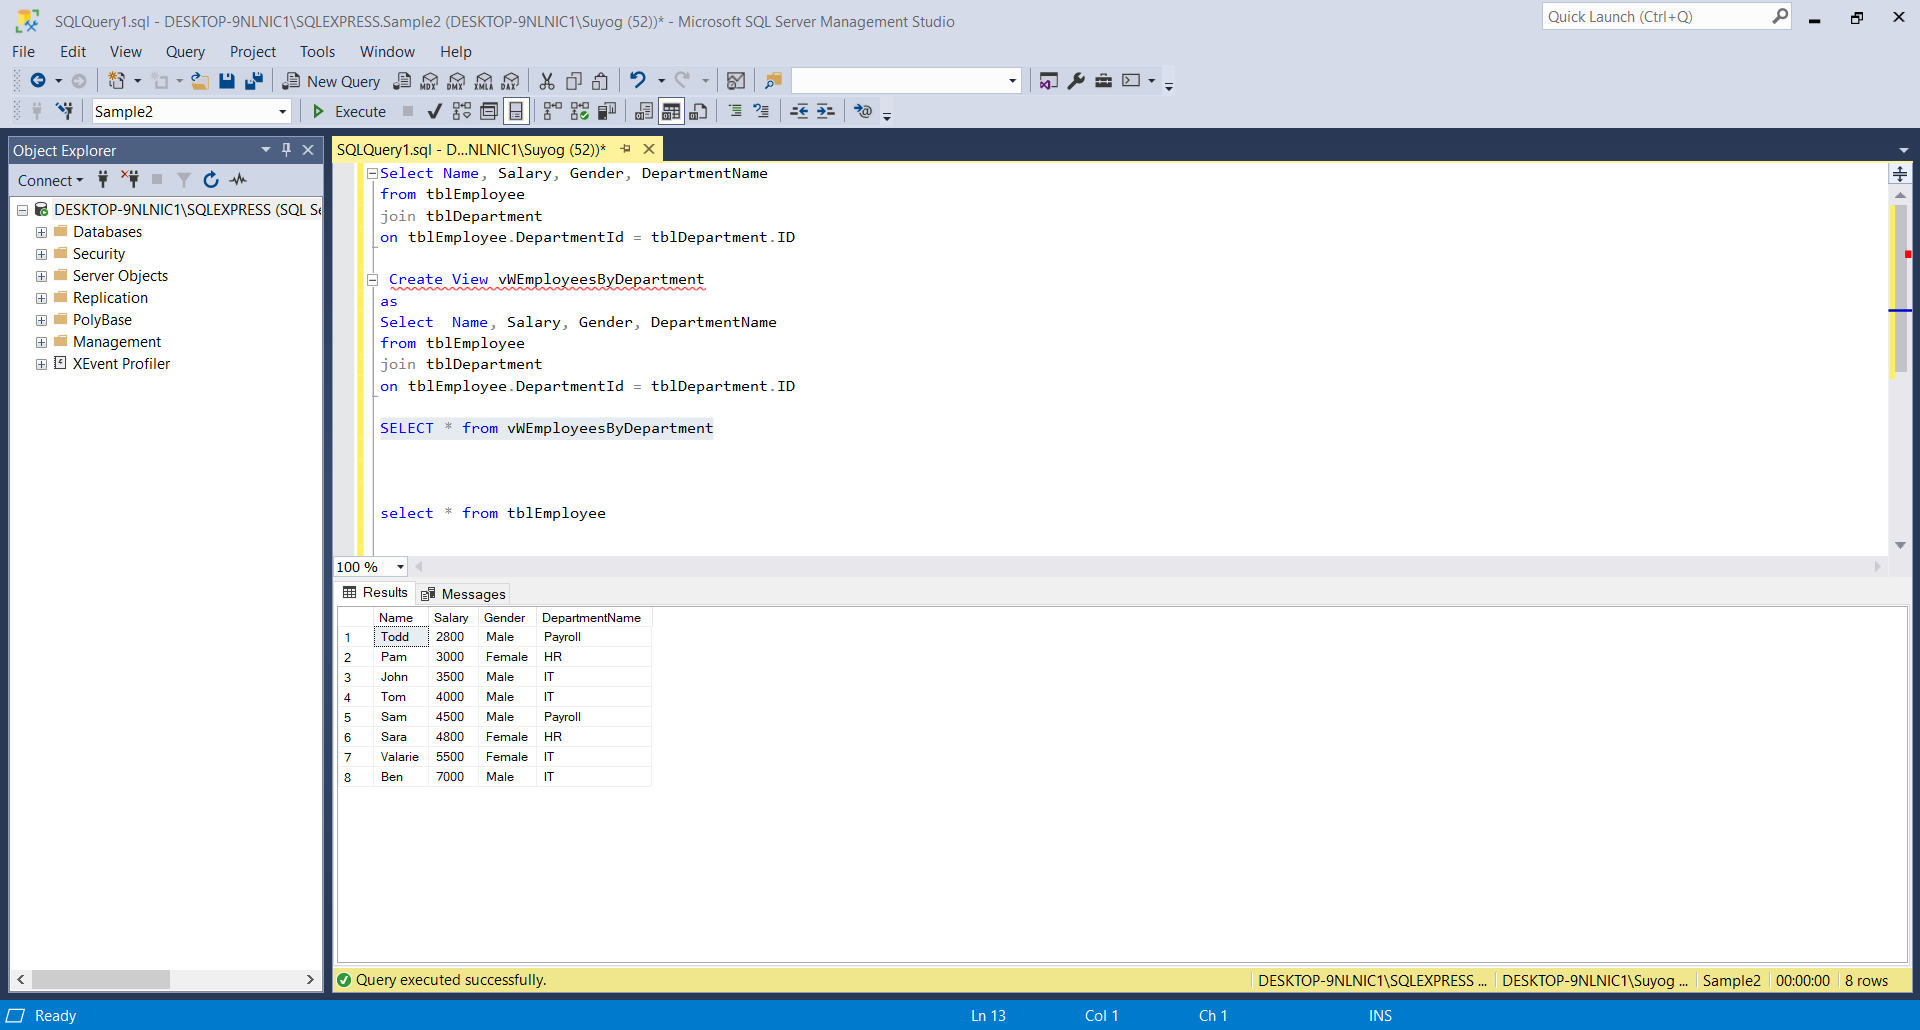 SQLQuery1.sql - DESKTOP-9NLNIC1\SQLEXPRESS.Sample2 (DESKTOP-9NLNIC1\Suyog (52))* - Microsoft SQL Server Management Studio
Quick Launch (Ctrl+Q)
File Edit View Query Project Tools Window Help
New Query MDX DMX XMLA DAX
Sample2 Execute
Object Explorer
SQLQuery1.sql - D...NLNIC1\Suyog (52))*
Connect
DESKTOP-9NLNIC1\SQLEXPRESS (SQL Se
Databases
Security
Server Objects
Replication
PolyBase
Management
XEvent Profiler
Select Name, Salary, Gender, DepartmentName
from tblEmployee
join tblDepartment
on tblEmployee.DepartmentId = tblDepartment.ID
Create View vWEmployeesByDepartment
as
Select  Name, Salary, Gender, DepartmentName
from tblEmployee
join tblDepartment
on tblEmployee.DepartmentId = tblDepartment.ID
SELECT * from vWEmployeesByDepartment
select * from tblEmployee
100 %
Results Messages
Name Salary Gender DepartmentName
1 Todd 2800 Male Payroll
2 Pam 3000 Female HR
3 John 3500 Male IT
4 Tom 4000 Male IT
5 Sam 4500 Male Payroll
6 Sara 4800 Female HR
7 Valarie 5500 Female IT
8 Ben 7000 Male IT
Query executed successfully. DESKTOP-9NLNIC1\SQLEXPRESS ... DESKTOP-9NLNIC1\Suyog ... Sample2 00:00:00 8 rows
Ready Ln 13 Col 1 Ch 1 INS